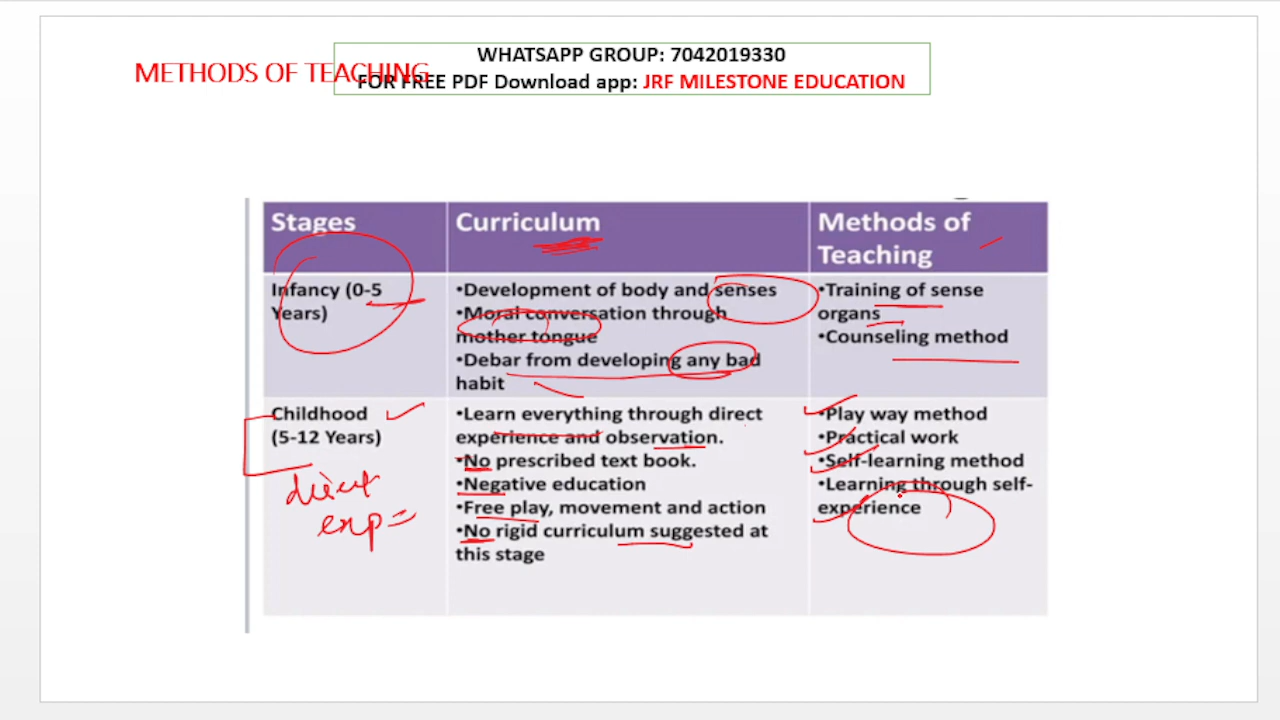 WHATSAPP GROUP: 7042019330
METHODS OF TEACHING
FOR FREE PDF Download app: JRF MILESTONE EDUCATION
Stages
Curriculum
Methods of
Teaching
Infancy (0-5
Years)
•Development of body and senses
•Moral conversation through
mother tongue
•Debar from developing any bad
habit
•Training of sense
organs
•Counseling method
Childhood
(5-12 Years)
direct
exp=
•Learn everything through direct
experience and observation.
•No prescribed text book.
•Negative education
•Free play, movement and action
•No rigid curriculum suggested at
this stage
•Play way method
•Practical work
•Self-learning method
•Learning through self-
experience